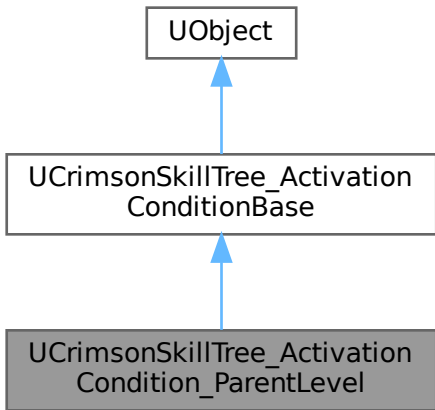 UObject
UCrimsonSkillTree_Activation
ConditionBase
UCrimsonSkillTree_Activation
Condition_ParentLevel